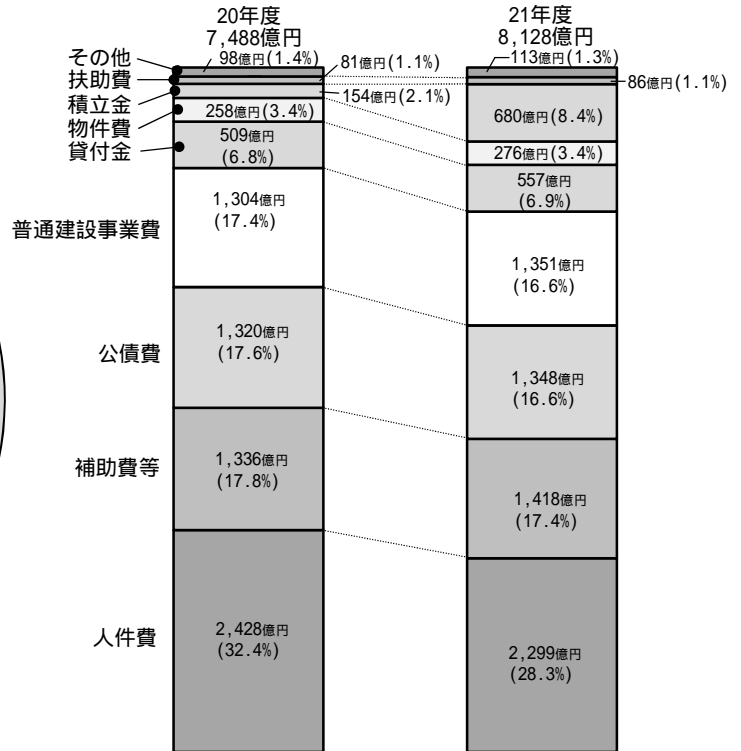 20年度
7,488億円
21年度
8,128億円
その他
98億円(1.4%)
113億円(1.3%)
扶助費
81億円(1.1%)
86億円(1.1%)
積立金
154億円(2.1%)
680億円(8.4%)
物件費
258億円(3.4%)
276億円(3.4%)
貸付金
509億円
(6.8%)
557億円
(6.9%)
普通建設事業費
1,304億円
(17.4%)
1,351億円
(16.6%)
公債費
1,320億円
(17.6%)
1,348億円
(16.6%)
補助費等
1,336億円
(17.8%)
1,418億円
(17.4%)
人件費
2,428億円
(32.4%)
2,299億円
(28.3%)